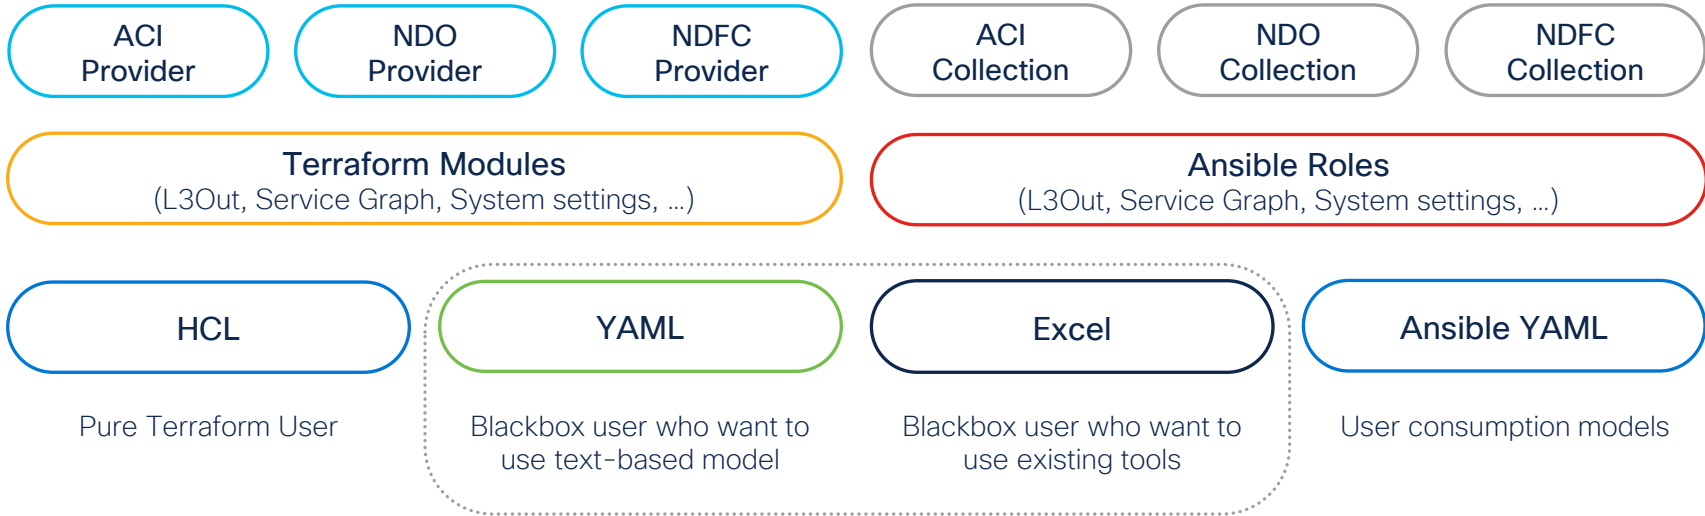 ACI
Provider
NDO
Provider
NDFC
Provider
ACI
Collection
NDO
Collection
NDFC
Collection
Terraform Modules
(L3Out, Service Graph, System settings, ...)
Ansible Roles
(L3Out, Service Graph, System settings, ...)
HCL
YAML
Excel
Ansible YAML
Pure Terraform User
Blackbox user who want to
use text-based model
Blackbox user who want to
use existing tools
User consumption models